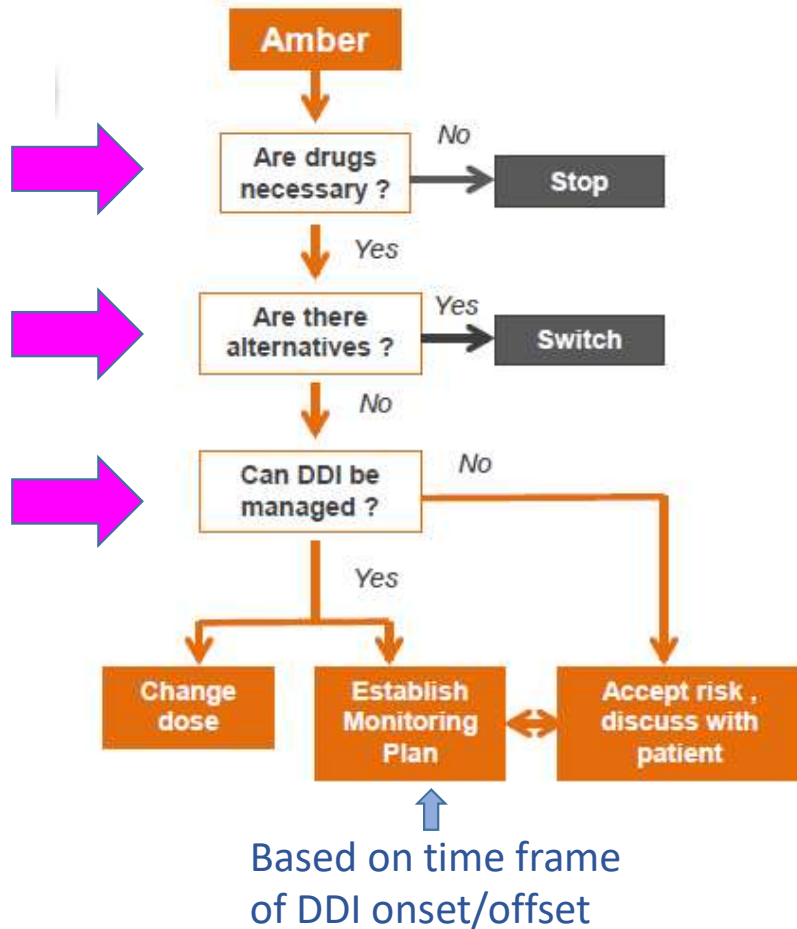 Amber
Are drugs
necessary ?
No
Stop
Yes
Are there
alternatives ?
Yes
Switch
No
Can DDI be
managed ?
No
Yes
Change
dose
Establish
Monitoring
Plan
Accept risk ,
discuss with
patient
Based on time frame
of DDI onset/offset